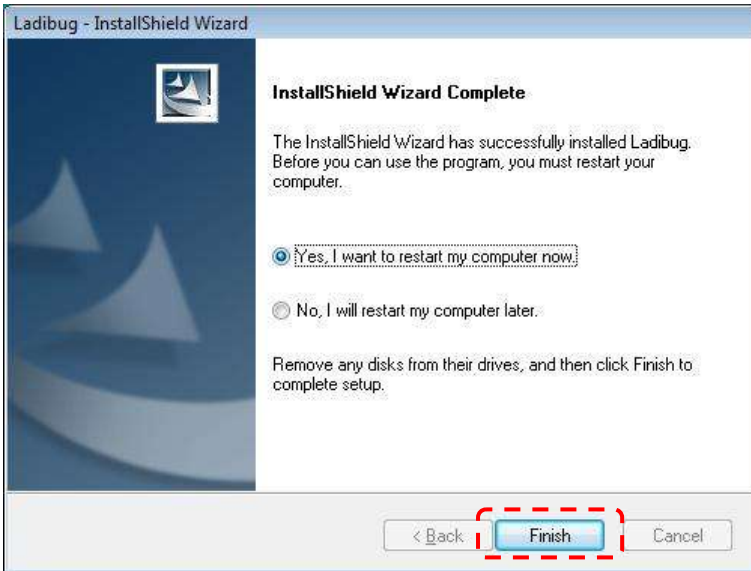 Ladibug - InstallShield Wizard
InstallShield Wizard Complete
The InstallShield Wizard has successfully installed Ladibug.
Before you can use the program, you must restart your
computer.
Yes, I want to restart my computer now.
No, I will restart my computer later.
Remove any disks from their drives, and then click Finish to
complete setup.
< Back Finish Cancel